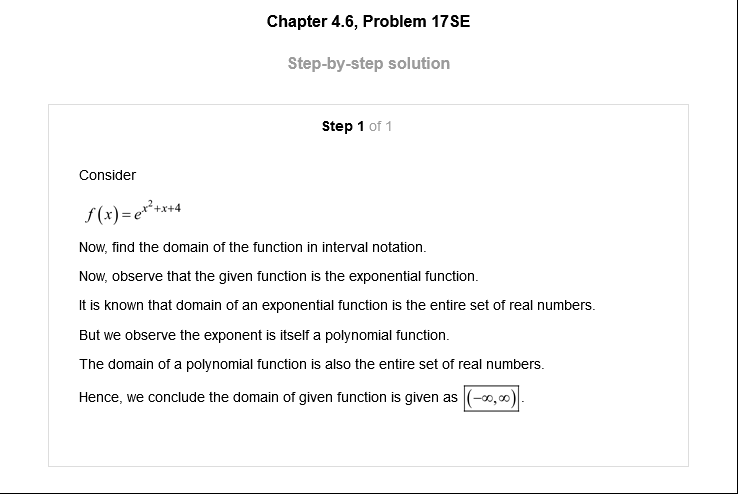 Chapter 4.6, Problem 17SE
Step-by-step solution
Step 1 of 1
Consider
f(x)=e^{x^2+x+4}
Now, find the domain of the function in interval notation.
Now, observe that the given function is the exponential function.
It is known that domain of an exponential function is the entire set of real numbers.
But we observe the exponent is itself a polynomial function.
The domain of a polynomial function is also the entire set of real numbers.
Hence, we conclude the domain of given function is given as (−∞,∞).